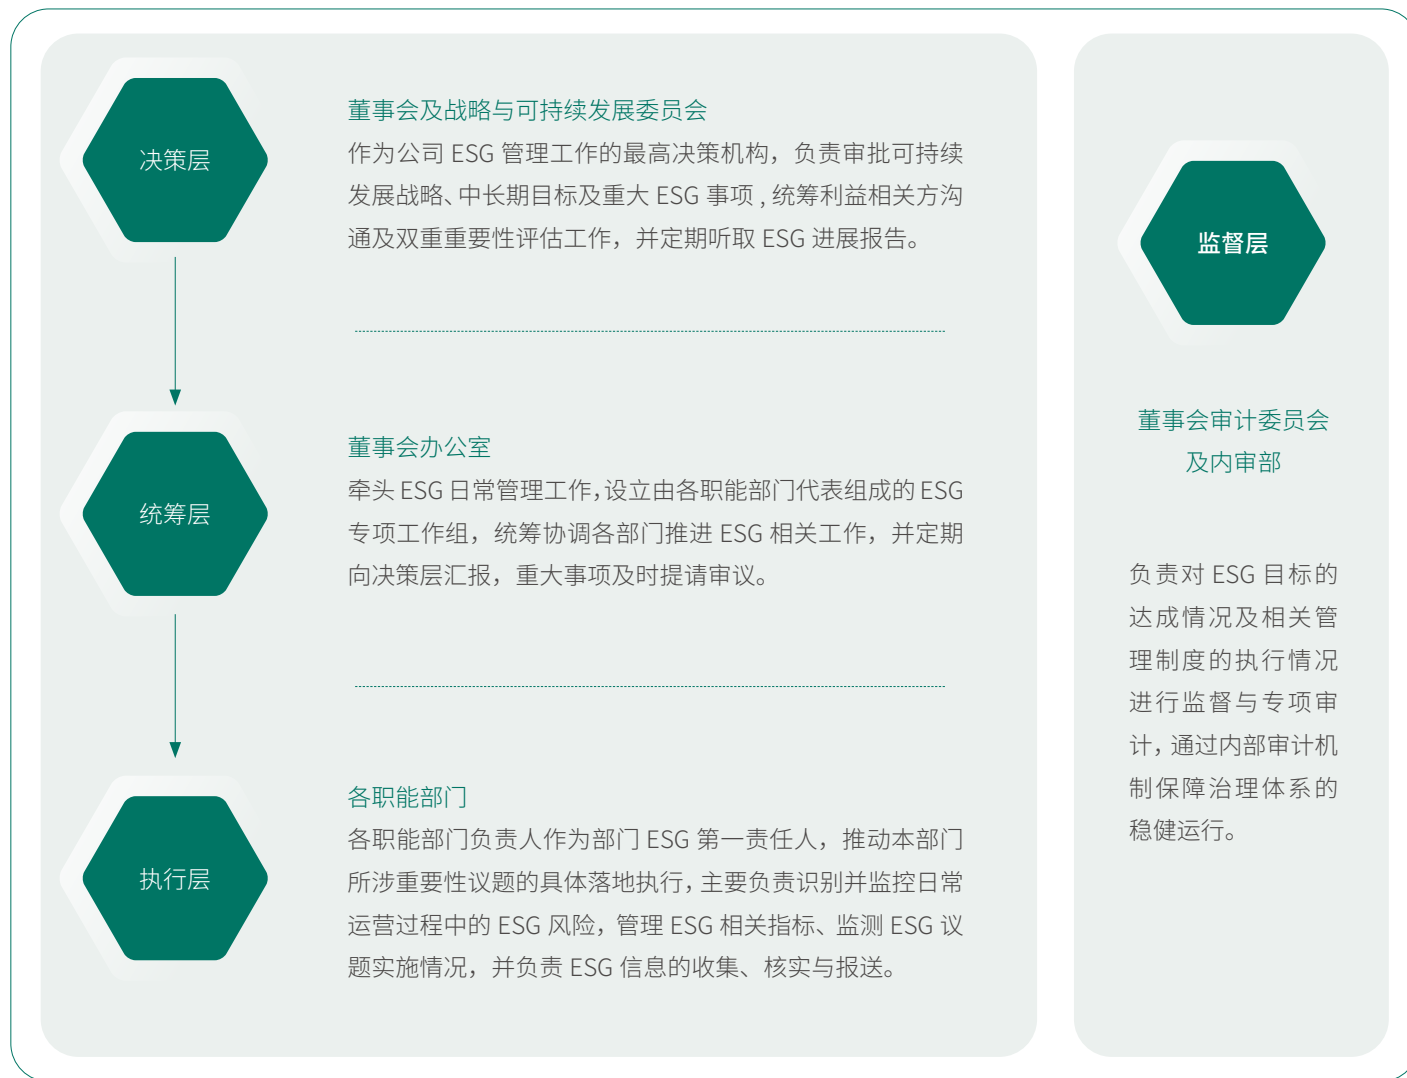 决策层
董事会及战略与可持续发展委员会
作为公司 ESG 管理工作的最高决策机构，负责审批可持续
发展战略、中长期目标及重大 ESG 事项 , 统筹利益相关方沟
通及双重重要性评估工作，并定期听取 ESG 进展报告。
统筹层
董事会办公室
牵头 ESG 日常管理工作，设立由各职能部门代表组成的 ESG
专项工作组，统筹协调各部门推进 ESG 相关工作，并定期
向决策层汇报，重大事项及时提请审议。
执行层
各职能部门
各职能部门负责人作为部门 ESG 第一责任人，推动本部门
所涉重要性议题的具体落地执行，主要负责识别并监控日常
运营过程中的 ESG 风险，管理 ESG 相关指标、监测 ESG 议
题实施情况，并负责 ESG 信息的收集、核实与报送。
监督层
董事会审计委员会
及内审部
负责对 ESG 目标的
达成情况及相关管
理制度的执行情况
进行监督与专项审
计，通过内部审计机
制保障治理体系的
稳健运行。